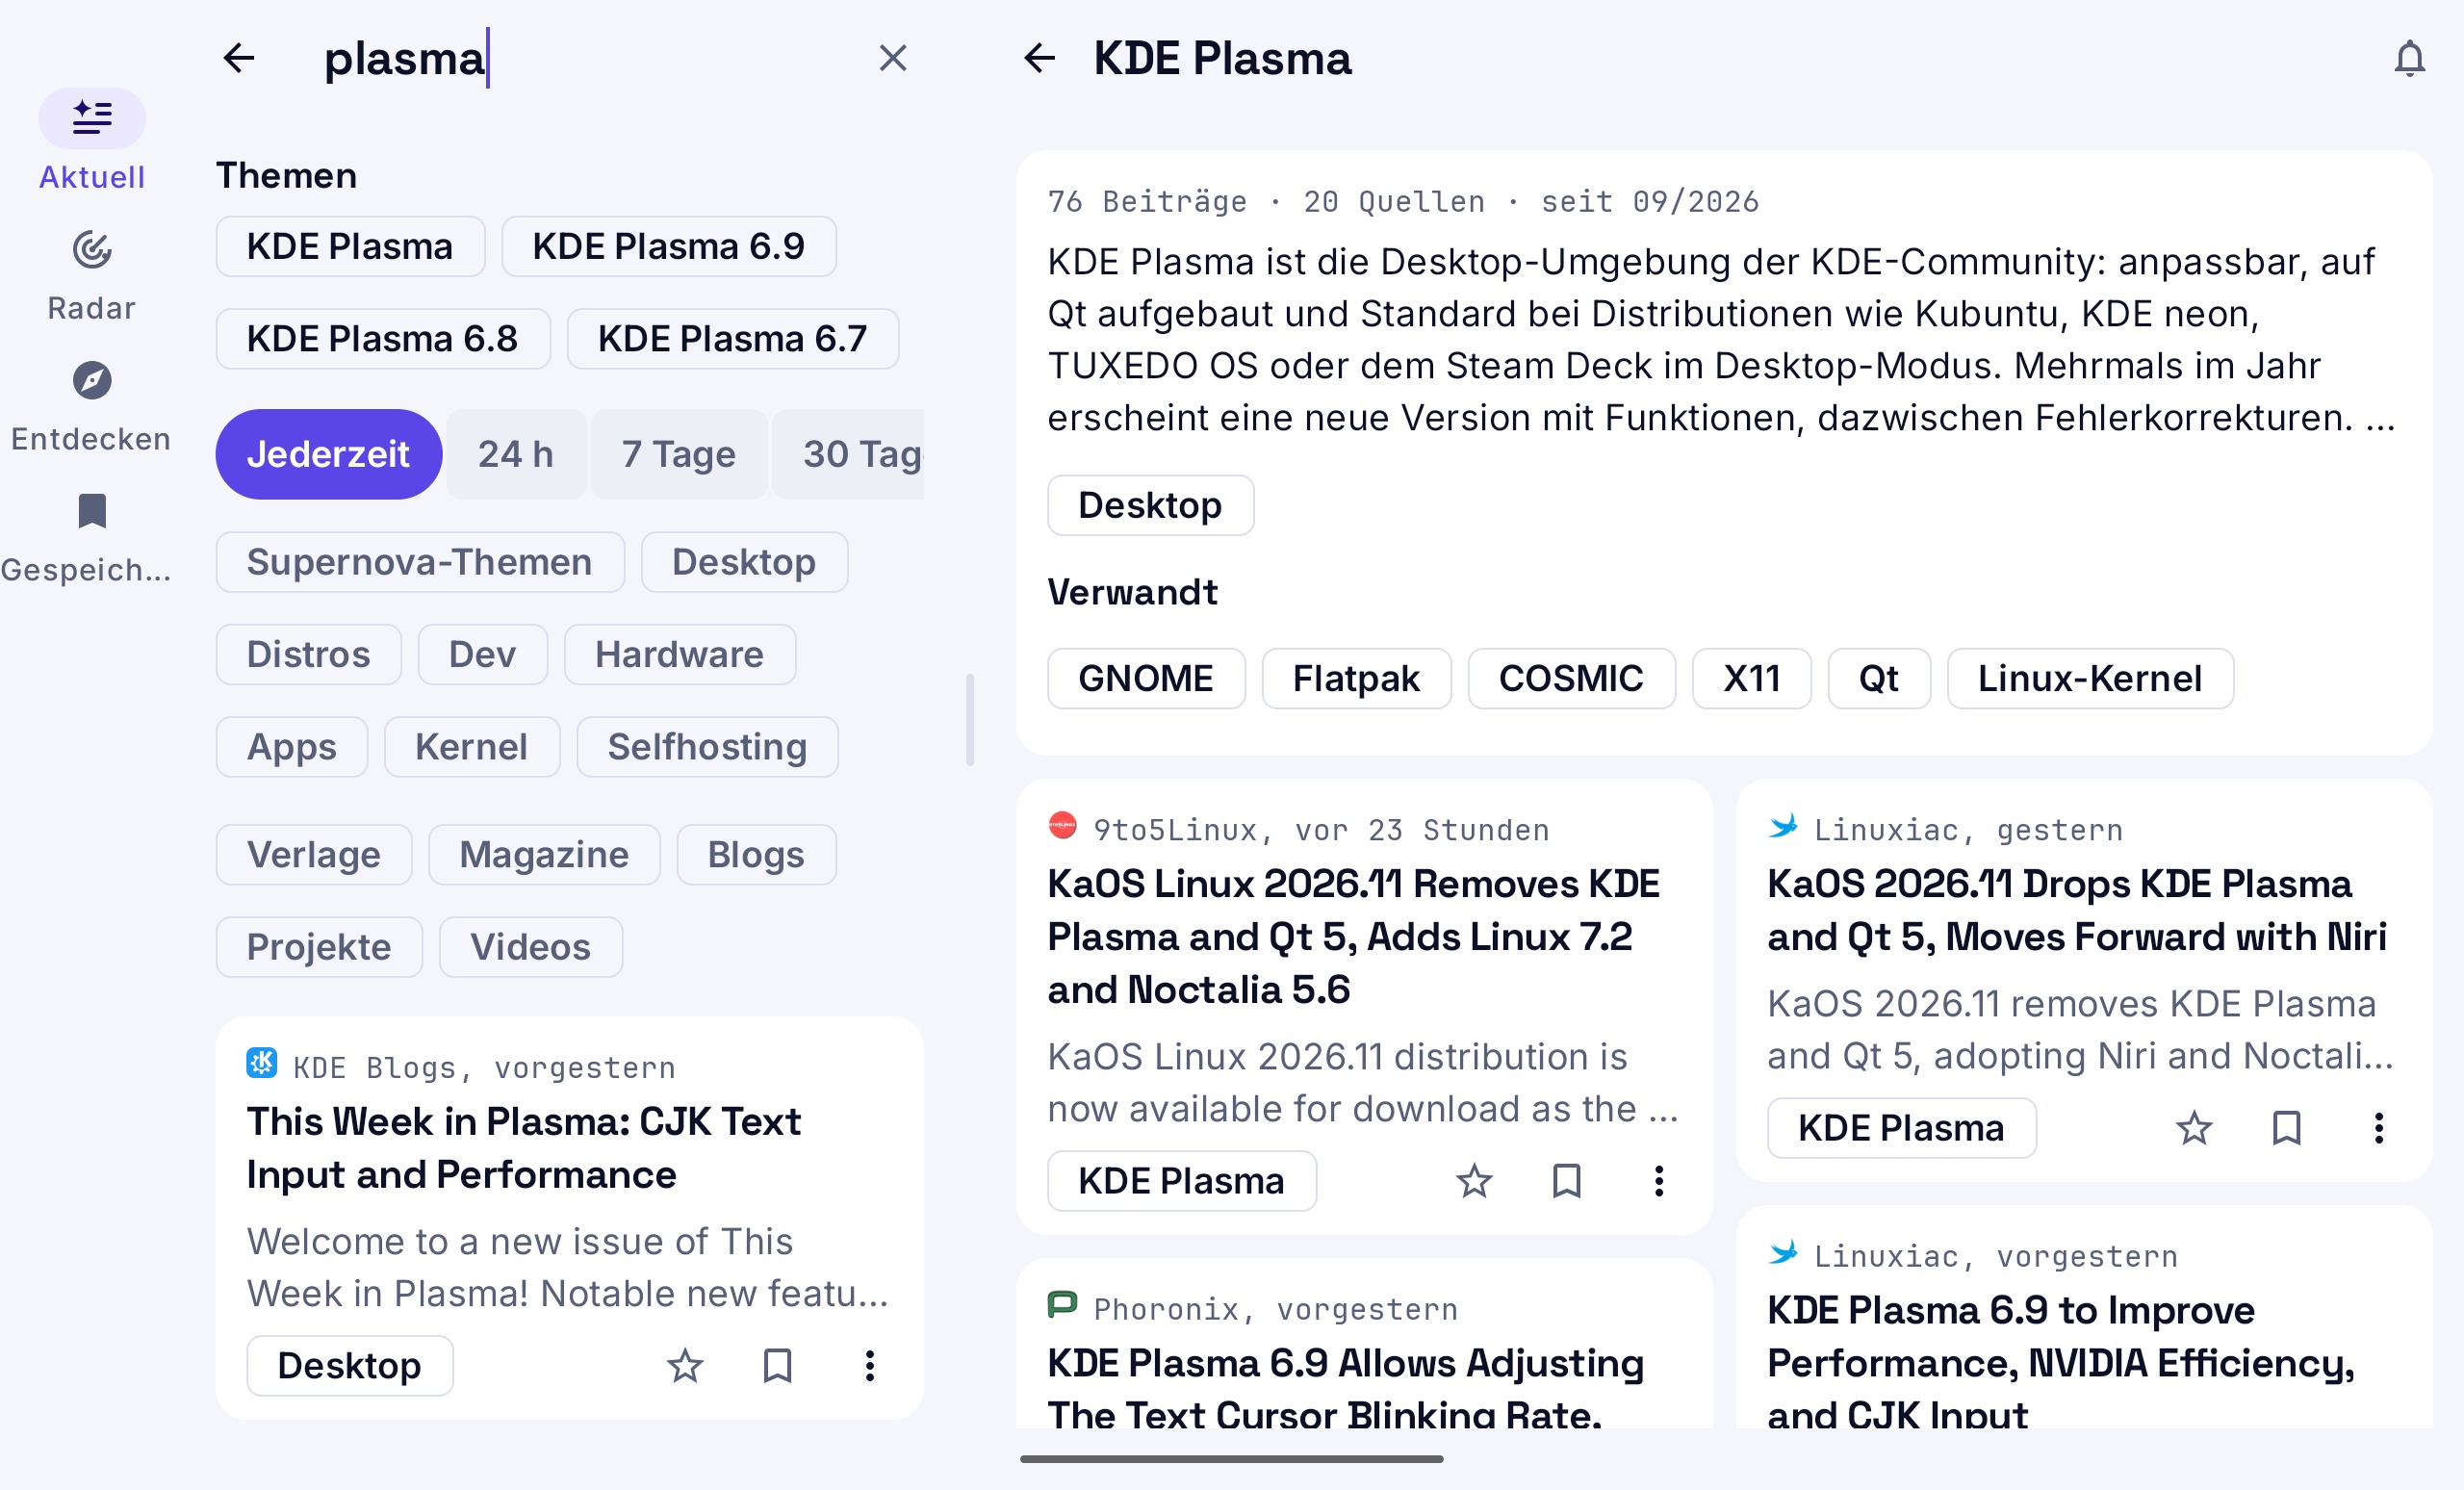 plasma
Aktuell
Radar
Entdecken
Gespeich...
Themen
KDE Plasma
KDE Plasma 6.9
KDE Plasma 6.8
KDE Plasma 6.7
Jederzeit
24 h
7 Tage
30 Tag
Supernova-Themen
Desktop
Distros
Dev
Hardware
Apps
Kernel
Selfhosting
Verlage
Magazine
Blogs
Projekte
Videos
KDE Blogs, vorgestern
This Week in Plasma: CJK Text
Input and Performance
Welcome to a new issue of This
Week in Plasma! Notable new featu...
Desktop
KDE Plasma
76 Beiträge · 20 Quellen · seit 09/2026
KDE Plasma ist die Desktop-Umgebung der KDE-Community: anpassbar, auf
Qt aufgebaut und Standard bei Distributionen wie Kubuntu, KDE neon,
TUXEDO OS oder dem Steam Deck im Desktop-Modus. Mehrmals im Jahr
erscheint eine neue Version mit Funktionen, dazwischen Fehlerkorrekturen. ...
Desktop
Verwandt
GNOME
Flatpak
COSMIC
X11
Qt
Linux-Kernel
9to5Linux, vor 23 Stunden
KaOS Linux 2026.11 Removes KDE
Plasma and Qt 5, Adds Linux 7.2
and Noctalia 5.6
KaOS Linux 2026.11 distribution is
now available for download as the ...
KDE Plasma
Linuxiac, gestern
KaOS 2026.11 Drops KDE Plasma
and Qt 5, Moves Forward with Niri
KaOS 2026.11 removes KDE Plasma
and Qt 5, adopting Niri and Noctali...
KDE Plasma
Phoronix, vorgestern
KDE Plasma 6.9 Allows Adjusting
The Text Cursor Blinking Rate,
Linuxiac, vorgestern
KDE Plasma 6.9 to Improve
Performance, NVIDIA Efficiency,
and CJK Input